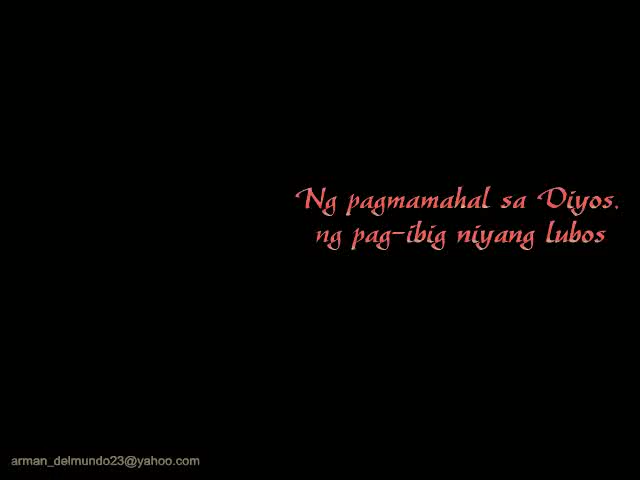 Ng pagmamahal sa Diyos,
ng pag-ibig niyang lubos
arman_delmundo23@yahoo.com